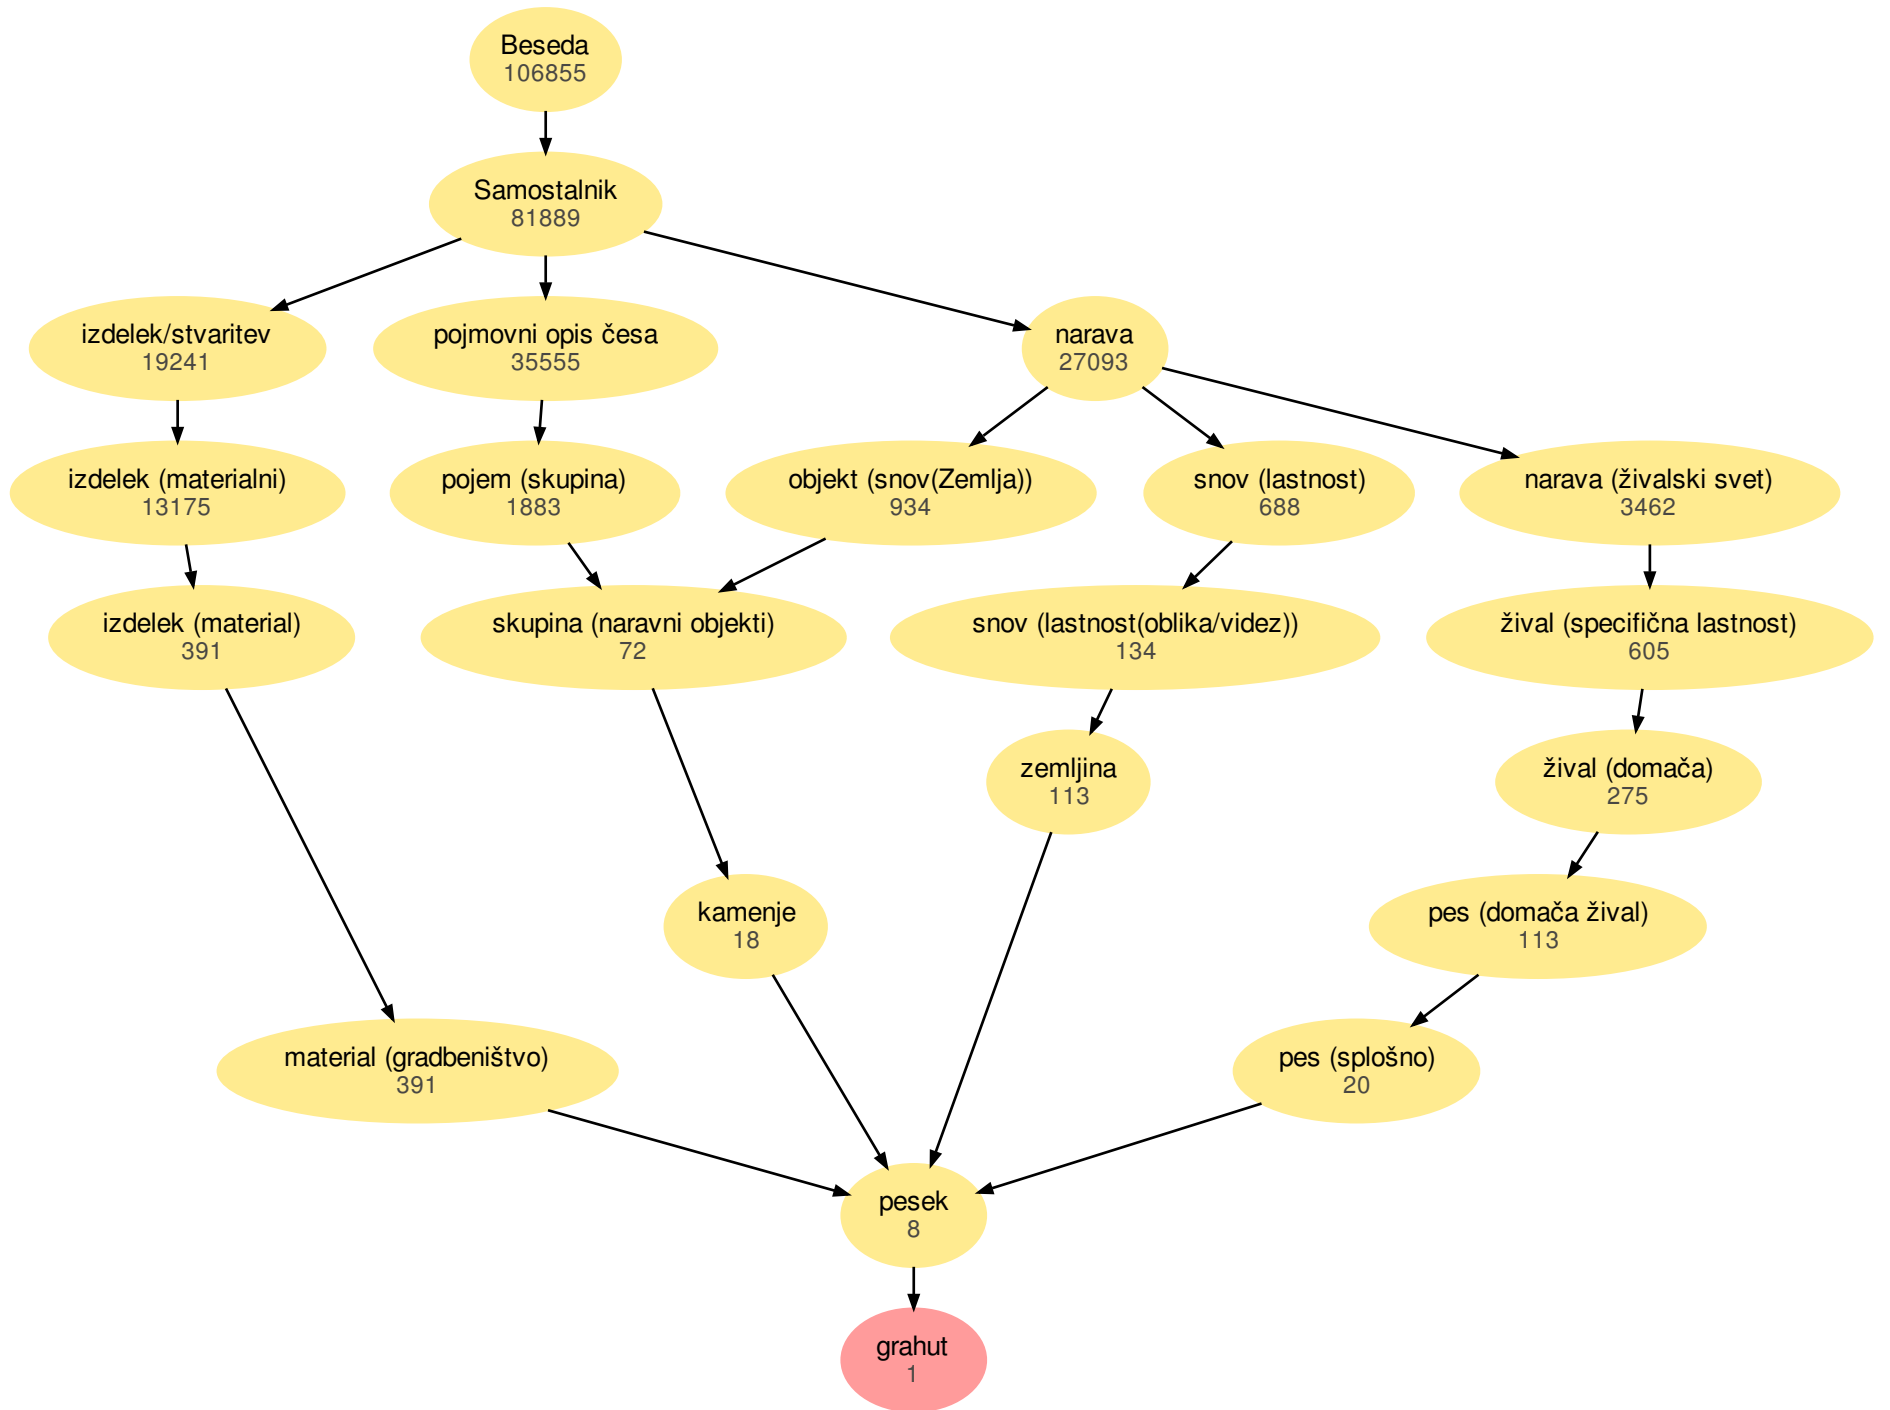 Beseda
106855
Samostalnik
81889
izdelek/stvaritev
19241
pojmovni opis česa
35555
narava
27093
izdelek (materialni)
13175
pojem (skupina)
1883
objekt (snov(Zemlja))
934
snov (lastnost)
688
narava (živalski svet)
3462
izdelek (material)
391
skupina (naravni objekti)
72
snov (lastnost(oblika/videz))
134
žival (specifična lastnost)
605
zemljina
113
žival (domača)
275
kamenje
18
pes (domača žival)
113
material (gradbeništvo)
391
pes (splošno)
20
pesek
8
grahut
1